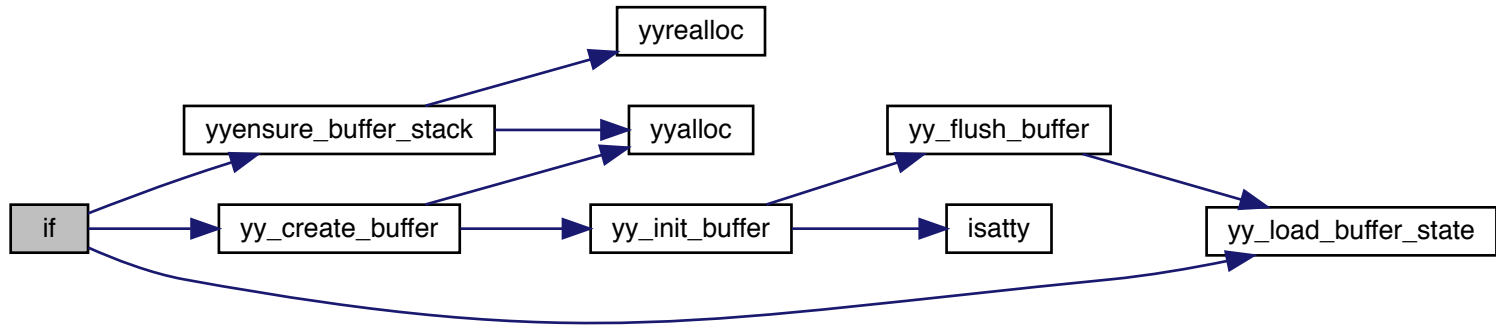 yyrealloc
yyensure_buffer_stack
yyalloc
yy_flush_buffer
if
yy_create_buffer
yy_init_buffer
isatty
yy_load_buffer_state